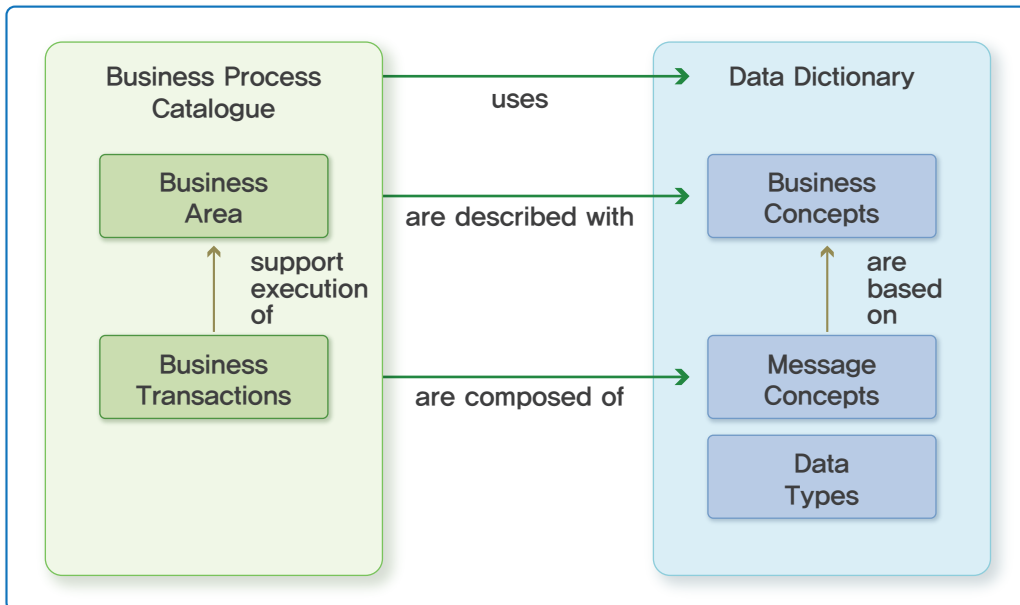 Business Process
Catalogue
uses
Data Dictionary
Business
Area
are described with
Business
Concepts
support
execution
of
are
based
on
Business
Transactions
are composed of
Message
Concepts
Data
Types